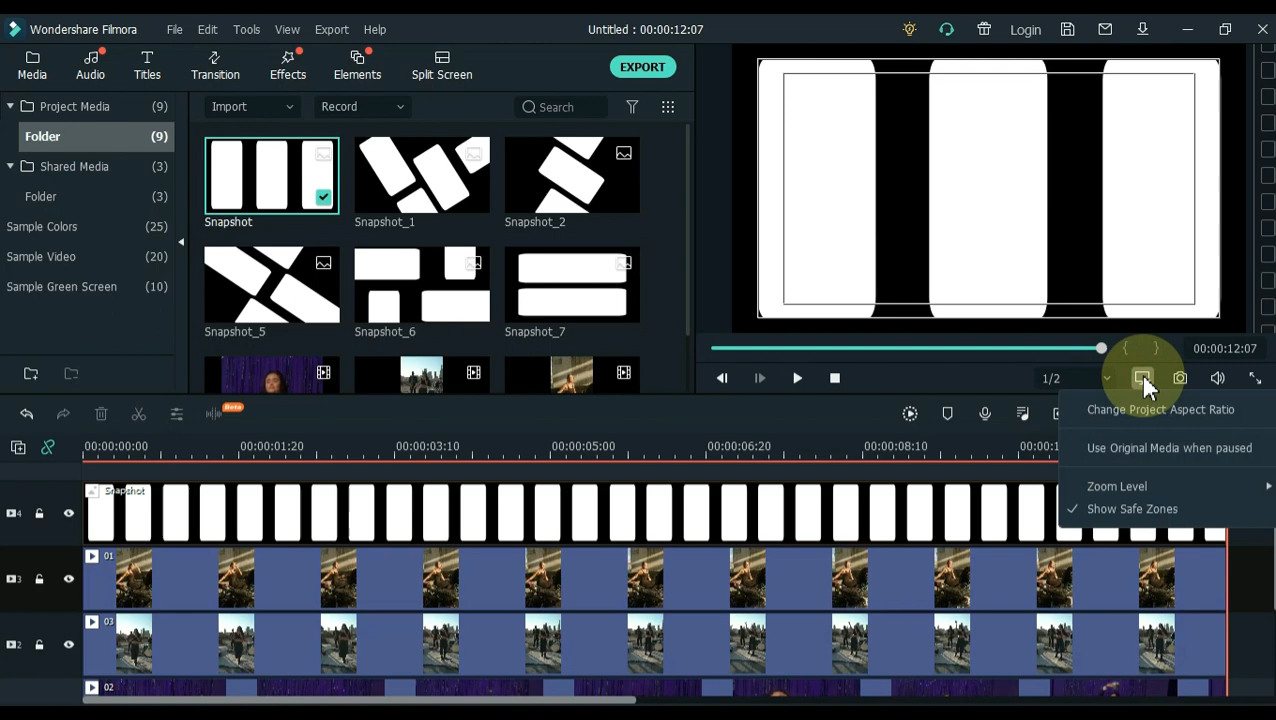 Wondershare Filmora File Edit Tools View Export Help Untitled : 00:00:12:07 Login
Media Audio Titles Transition Effects Elements Split Screen EXPORT
Project Media (9) Import Record Search
Folder (9)
Shared Media (3)
Folder (3)
Sample Colors (25)
Sample Video (20)
Sample Green Screen (10)
Snapshot Snapshot_1 Snapshot_2
Snapshot_5 Snapshot_6 Snapshot_7
{ } 00:00:12:07
1/2
Change Project Aspect Ratio
Use Original Media when paused
Zoom Level
Show Safe Zones
Beta
00:00:00:00 00:00:01:20 00:00:03:10 00:00:05:00 00:00:06:20 00:00:08:10
4 Snapshot
3 01
2 03
02